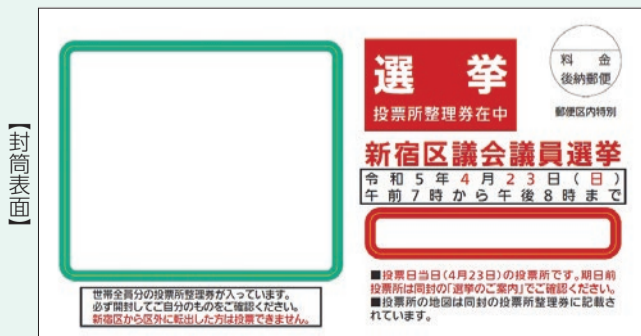 【封筒表面】
世帯全員分の投票所整理券が入っています。
必ず開封してご自分のものをご確認ください。
新宿区から区外に転出した方は投票できません。
選挙
投票所整理券在中
料金
後納郵便
郵便区内特別
新宿区議会議員選挙
令和5年4月23日(日)
午前7時から午後8時まで
■投票日当日(4月23日)の投票所です。期日前
投票所は同封の「選挙のご案内」でご確認ください。
■投票所の地図は同封の投票所整理券に記載さ
れています。